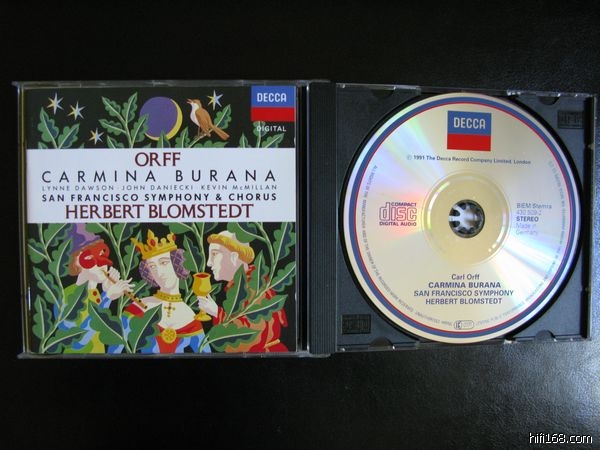 DECCA
DIGITAL
ORFF
CARMINA BURANA
LYNNE DAWSON · JOHN DANIECKI · KEVIN McMILLAN
SAN FRANCISCO SYMPHONY & CHORUS
HERBERT BLOMSTEDT
DECCA
℗ 1991 The Decca Record Company Limited, London
COMPACT
disc
DIGITAL AUDIO
BIEM/Stemra
430 509-2
STEREO
Made in
Germany
Carl Orff
CARMINA BURANA
SAN FRANCISCO SYMPHONY
HERBERT BLOMSTEDT
hifi168.com